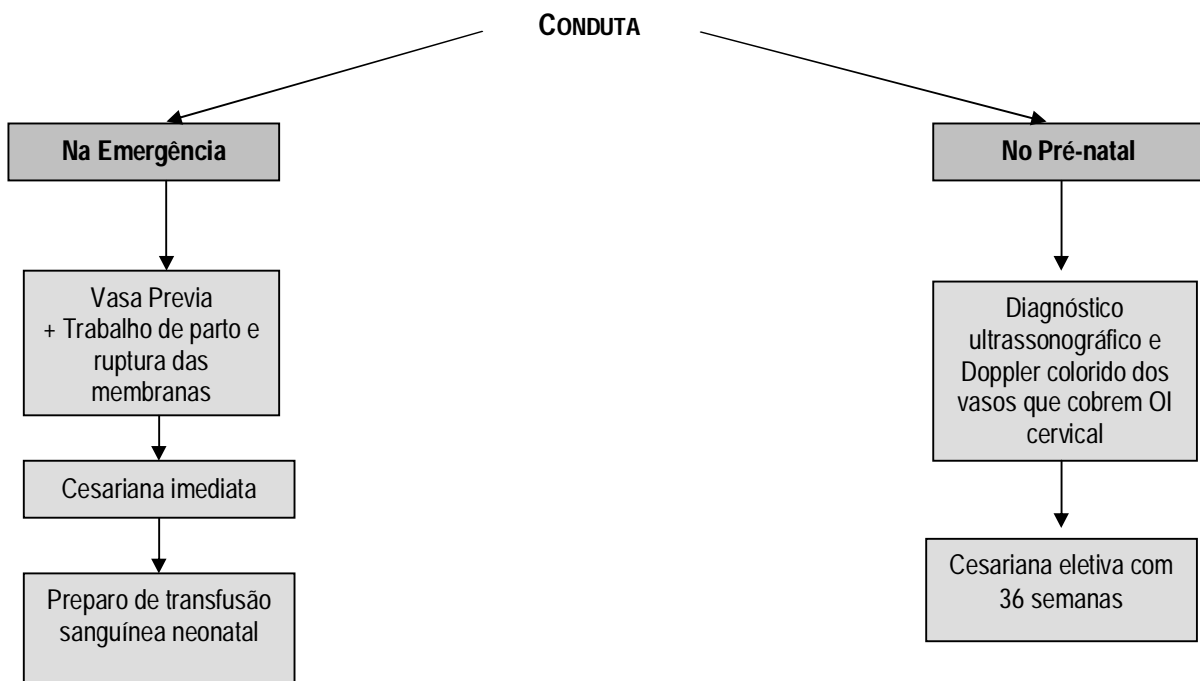 CONDUTA
Na Emergência
Vasa Previa
+ Trabalho de parto e
ruptura das
membranas
Cesariana imediata
Preparo de transfusão
sanguínea neonatal
No Pré-natal
Diagnóstico
ultrassonográfico e
Doppler colorido dos
vasos que cobrem OI
cervical
Cesariana eletiva com
36 semanas